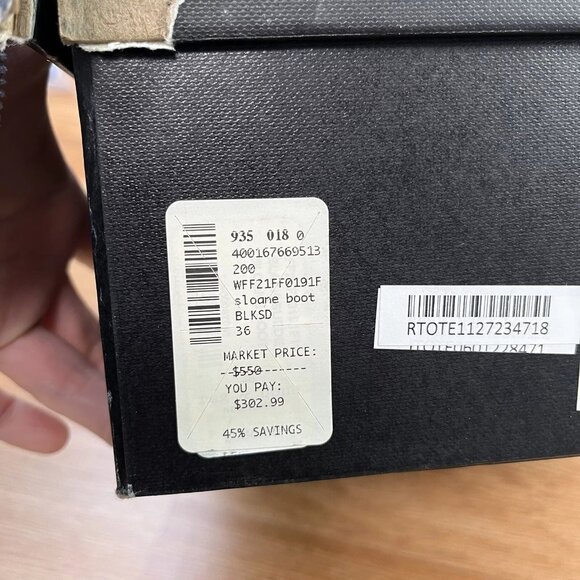 935 018 0
400167669513
200
WFF21FF0191F
sloane boot
BLKSD
36
MARKET PRICE:
$550
YOU PAY:
$302.99
45% SAVINGS
RTOTE1127234718
RTOTE0601228471